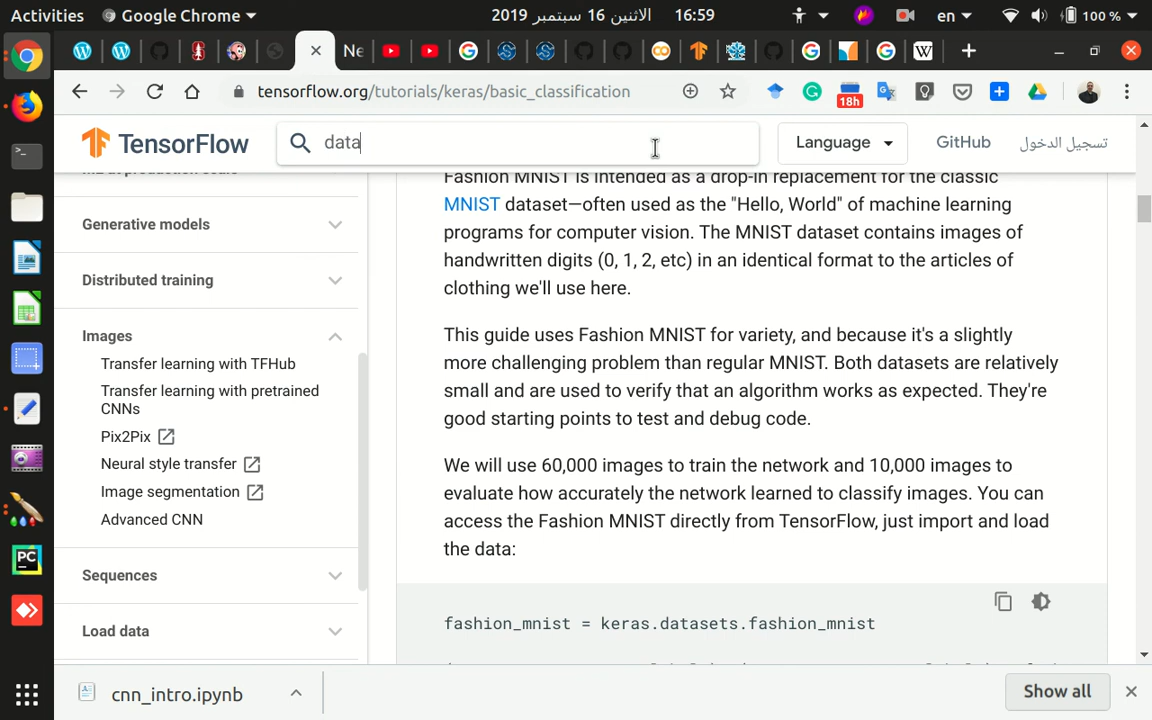 Activities
Google Chrome
الاثنين 16 سبتمبر 2019
16:59
en
100 %
Ne
tensorflow.org/tutorials/keras/basic_classification
18h
TensorFlow
data
Language
GitHub
تسجيل الدخول
Generative models
Distributed training
Images
Transfer learning with TFHub
Transfer learning with pretrained
CNNs
Pix2Pix
Neural style transfer
Image segmentation
Advanced CNN
Sequences
Load data
Fashion MNIST is intended as a drop-in replacement for the classic
MNIST dataset—often used as the "Hello, World" of machine learning
programs for computer vision. The MNIST dataset contains images of
handwritten digits (0, 1, 2, etc) in an identical format to the articles of
clothing we'll use here.
This guide uses Fashion MNIST for variety, and because it's a slightly
more challenging problem than regular MNIST. Both datasets are relatively
small and are used to verify that an algorithm works as expected. They're
good starting points to test and debug code.
We will use 60,000 images to train the network and 10,000 images to
evaluate how accurately the network learned to classify images. You can
access the Fashion MNIST directly from TensorFlow, just import and load
the data:
fashion_mnist = keras.datasets.fashion_mnist
cnn_intro.ipynb
Show all